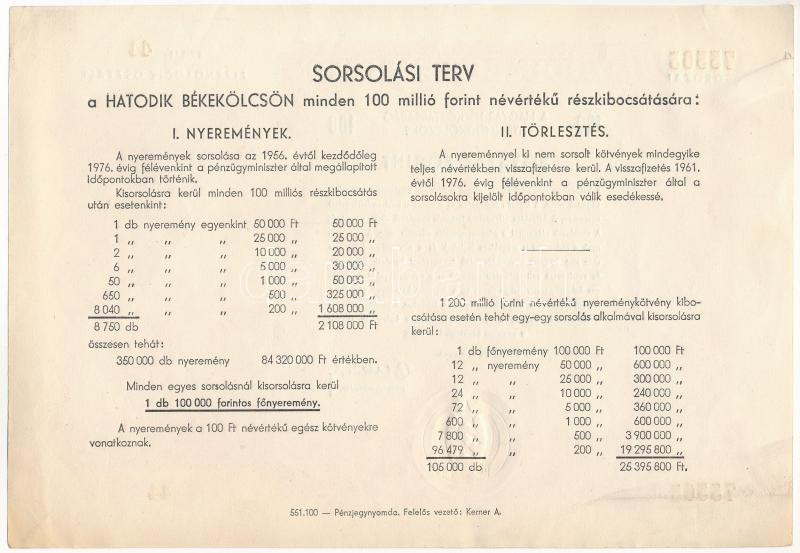 SORSOLÁSI TERV
a HATODIK BÉKEKÖLCSÖN minden 100 millió forint névértékű részkibocsátására:
I. NYEREMÉNYEK.
A nyeremények sorsolása az 1956. évtől kezdődőleg
1976. évig félévenkint a pénzügyminiszter által megállapított
időpontokban történik.
Kisorsolásra kerül minden 100 milliós részkibocsátás
után esetenkint:
1 db nyeremény egyenkint 50 000 Ft 50 000 Ft
1 „ „ „ 25 000 „ 25 000 „
2 „ „ „ 10 000 „ 20 000 „
6 „ „ „ 5 000 „ 30 000 „
50 „ „ „ 1 000 „ 50 000 „
650 „ „ „ 500 „ 325 000 „
8 040 „ „ „ 200 „ 1 608 000 „
8 750 db 2 108 000 Ft
összesen tehát:
350 000 db nyeremény 84 320 000 Ft értékben.
Minden egyes sorsolásnál kisorsolásra kerül
1 db 100 000 forintos főnyeremény.
A nyeremények a 100 Ft névértékű egész kötvényekre
vonatkoznak.
II. TÖRLESZTÉS.
A nyereménnyel ki nem sorsolt kötvények mindegyike
teljes névértékben visszafizetésre kerül. A visszafizetés 1961.
évtől 1976. évig félévenkint a pénzügyminiszter által a
sorsolásokra kijelölt időpontokban válik esedékessé.
1 200 millió forint névértékű nyereménykötvény kibo-
csátása esetén tehát egy-egy sorsolás alkalmával kisorsolásra
kerül:
1 db főnyeremény 100 000 Ft 100 000 Ft
12 „ nyeremény 50 000 „ 600 000 „
12 „ „ 25 000 „ 300 000 „
24 „ „ 10 000 „ 240 000 „
72 „ „ 5 000 „ 360 000 „
600 „ „ 1 000 „ 600 000 „
7 800 „ „ 500 „ 3 900 000 „
96 479 „ „ 200 „ 19 295 800 „
105 000 db 25 395 800 Ft.
551.100 — Pénzjegynyomda. Felelős vezető: Kerner A.